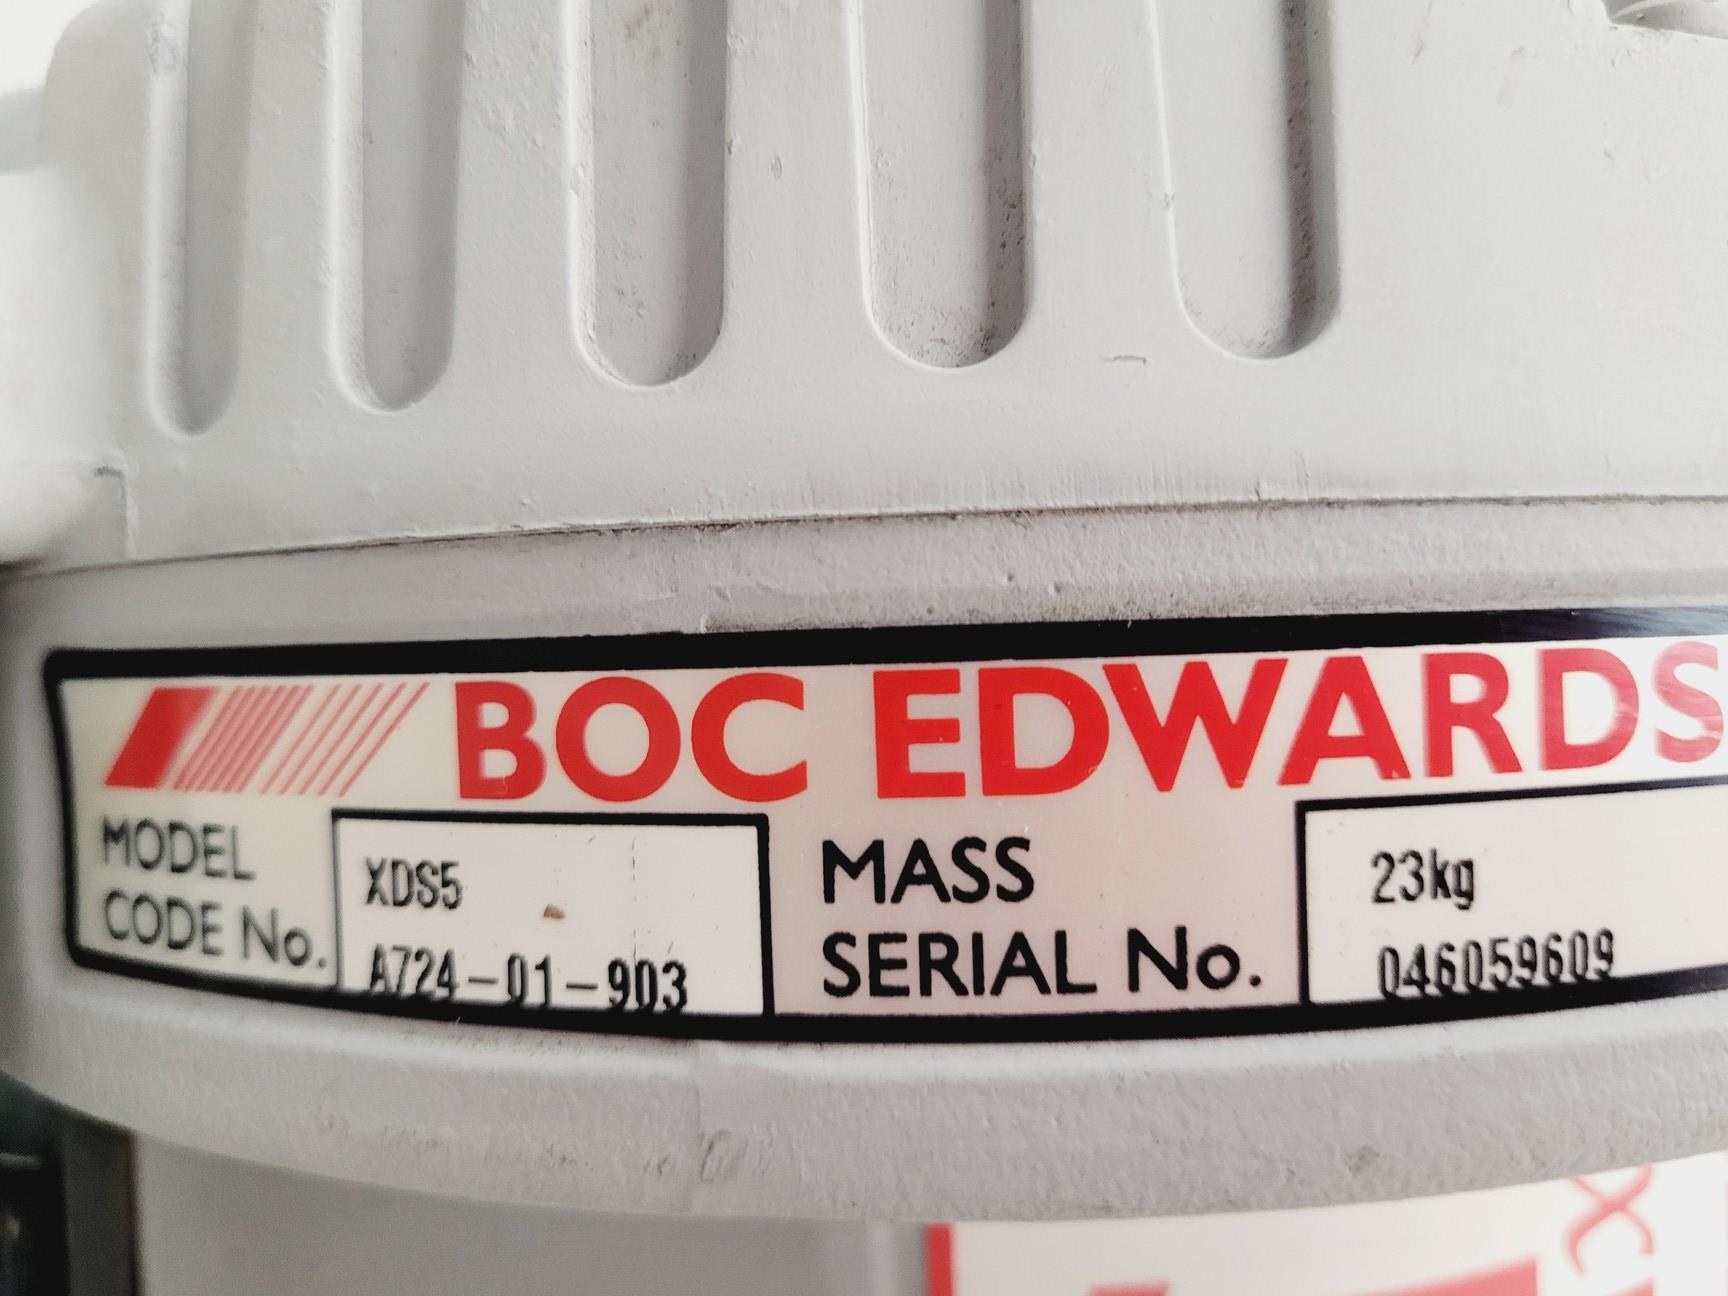 BOC EDWARDS
MODEL XDS5 MASS 23kg
CODE No. A724-01-903 SERIAL No. 046059609